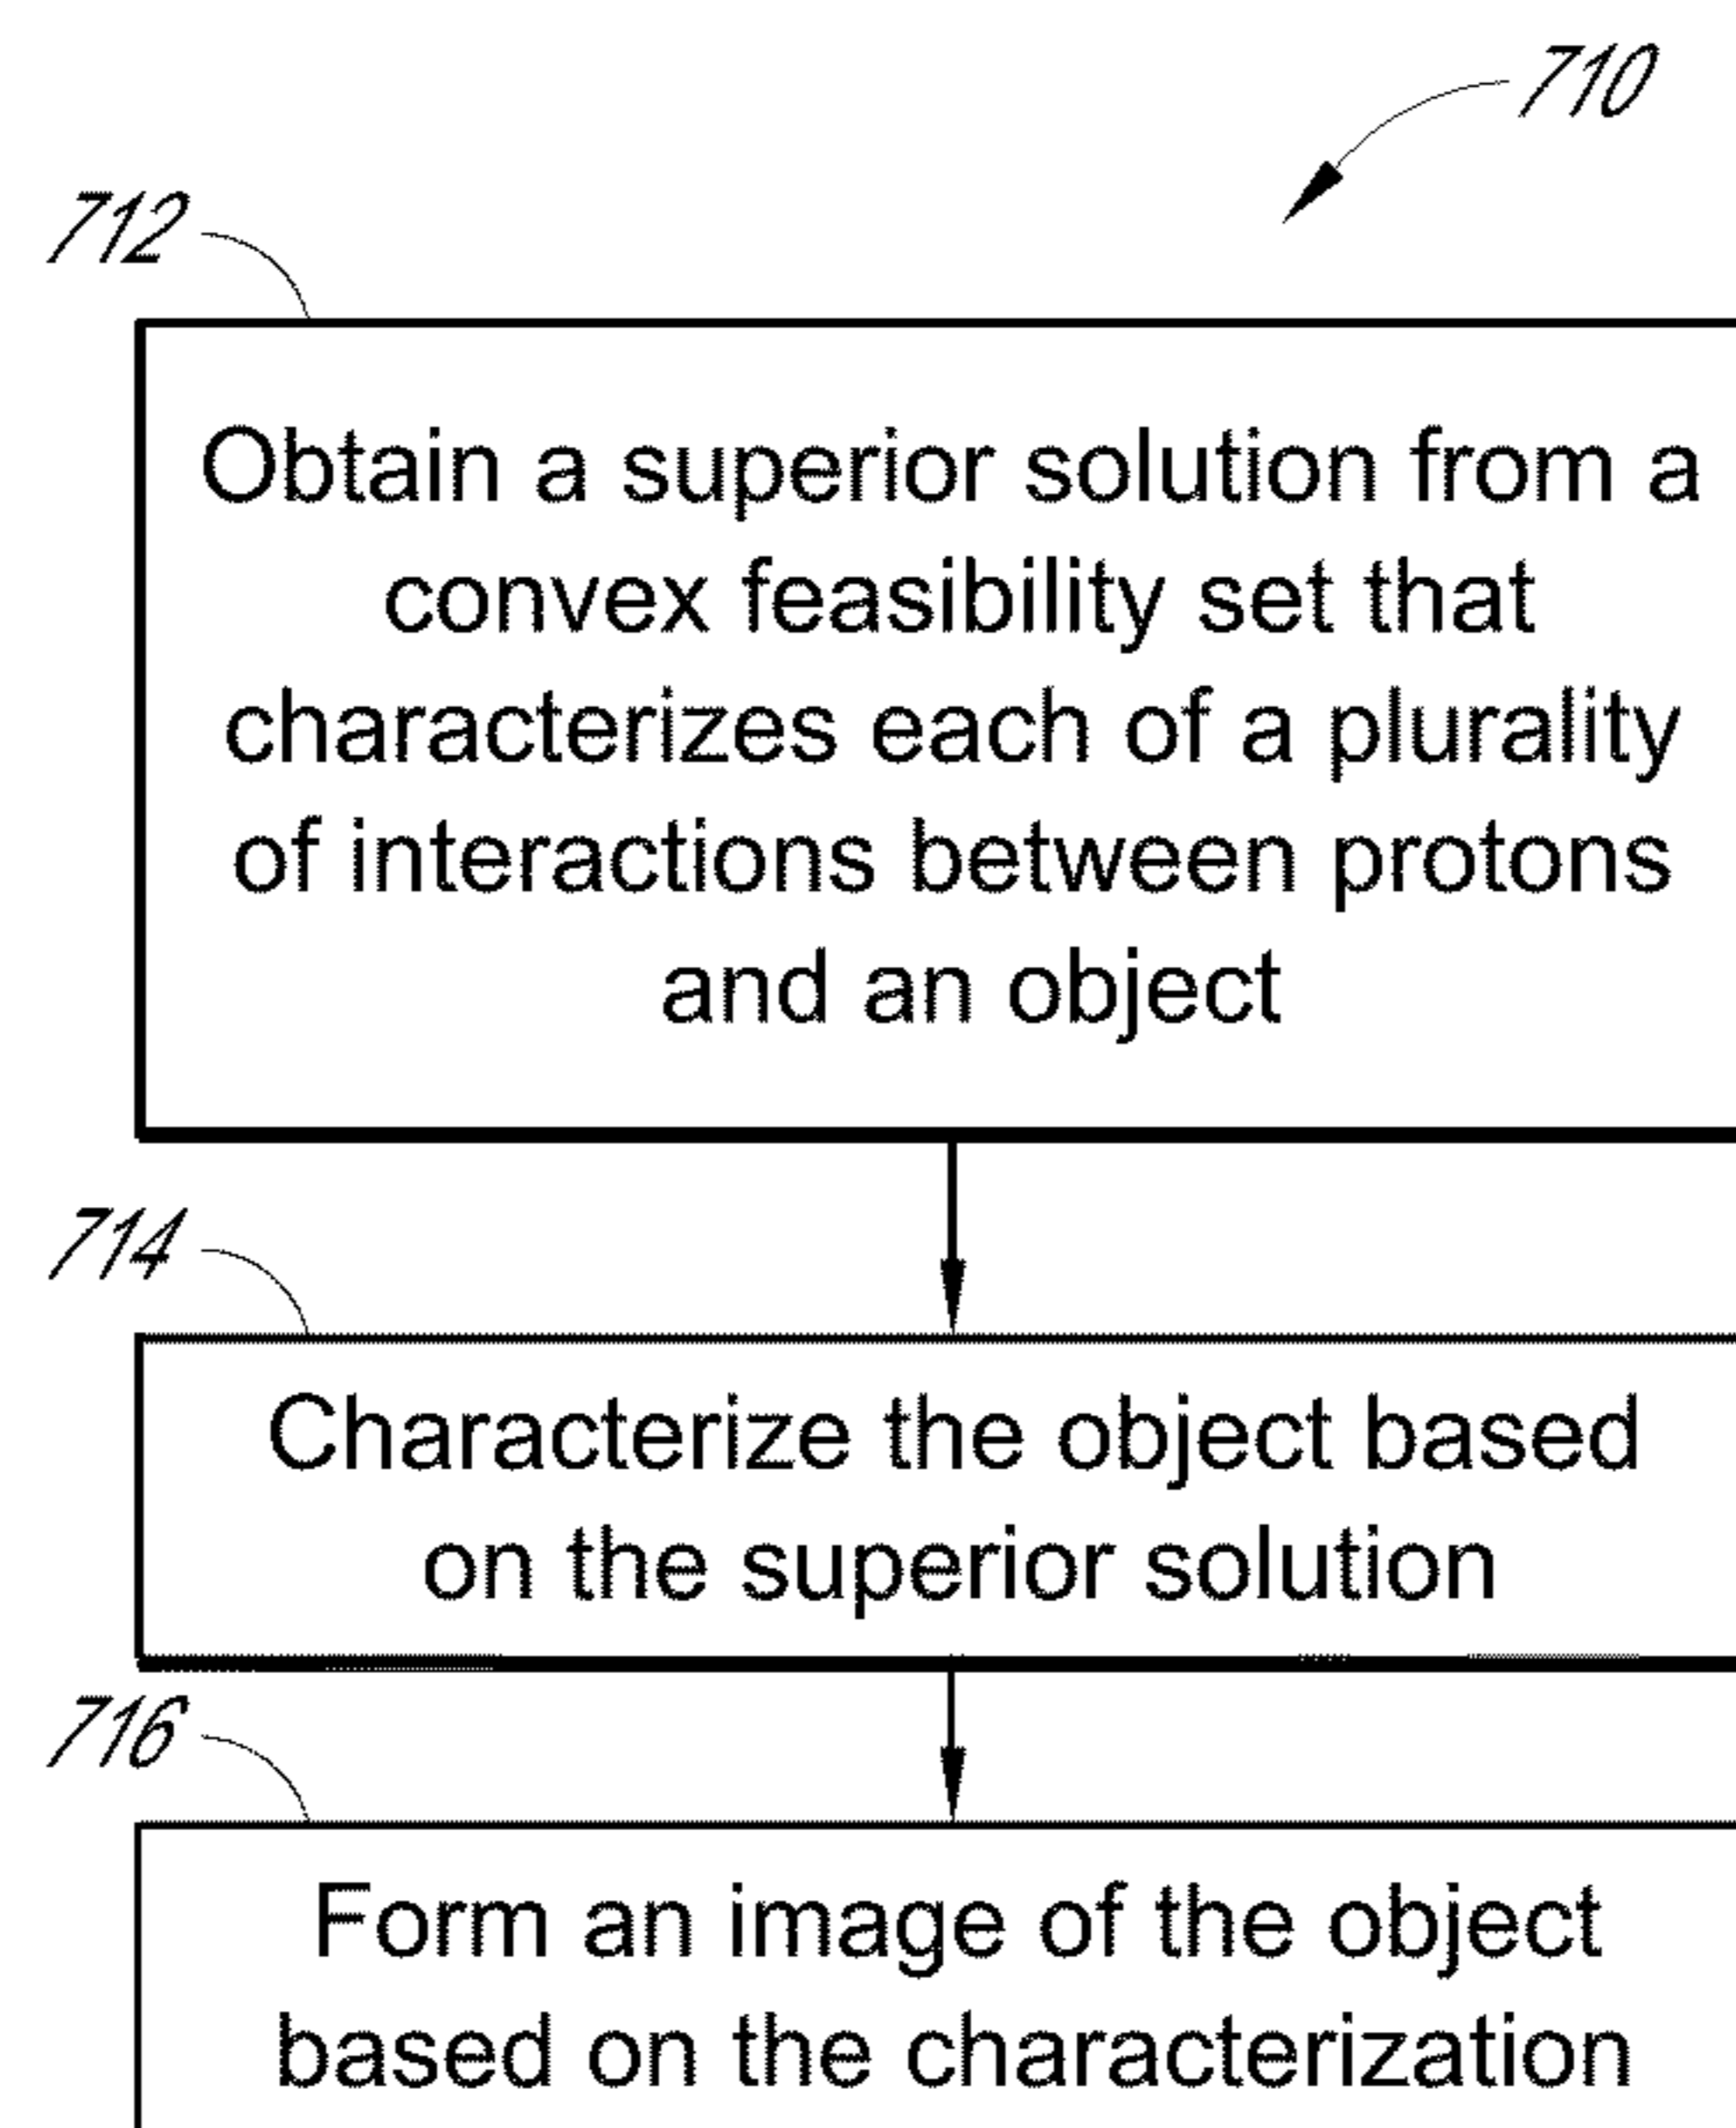 710
712
Obtain a superior solution from a
convex feasibility set that
characterizes each of a plurality
of interactions between protons
and an object
714
Characterize the object based
on the superior solution
716
Form an image of the object
based on the characterization